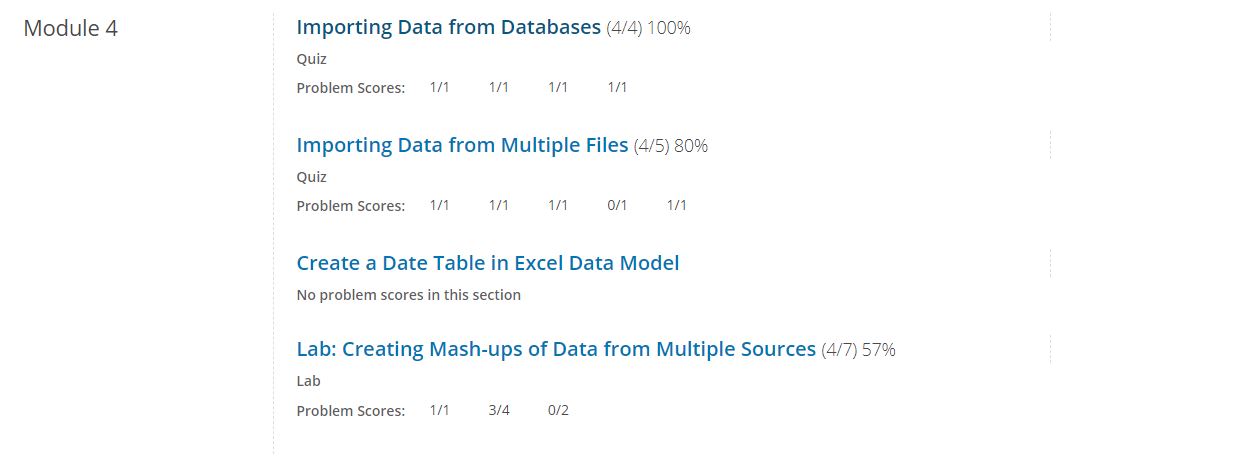 Module 4
Importing Data from Databases (4/4) 100%
Quiz
Problem Scores: 1/1 1/1 1/1 1/1
Importing Data from Multiple Files (4/5) 80%
Quiz
Problem Scores: 1/1 1/1 1/1 0/1 1/1
Create a Date Table in Excel Data Model
No problem scores in this section
Lab: Creating Mash-ups of Data from Multiple Sources (4/7) 57%
Lab
Problem Scores: 1/1 3/4 0/2